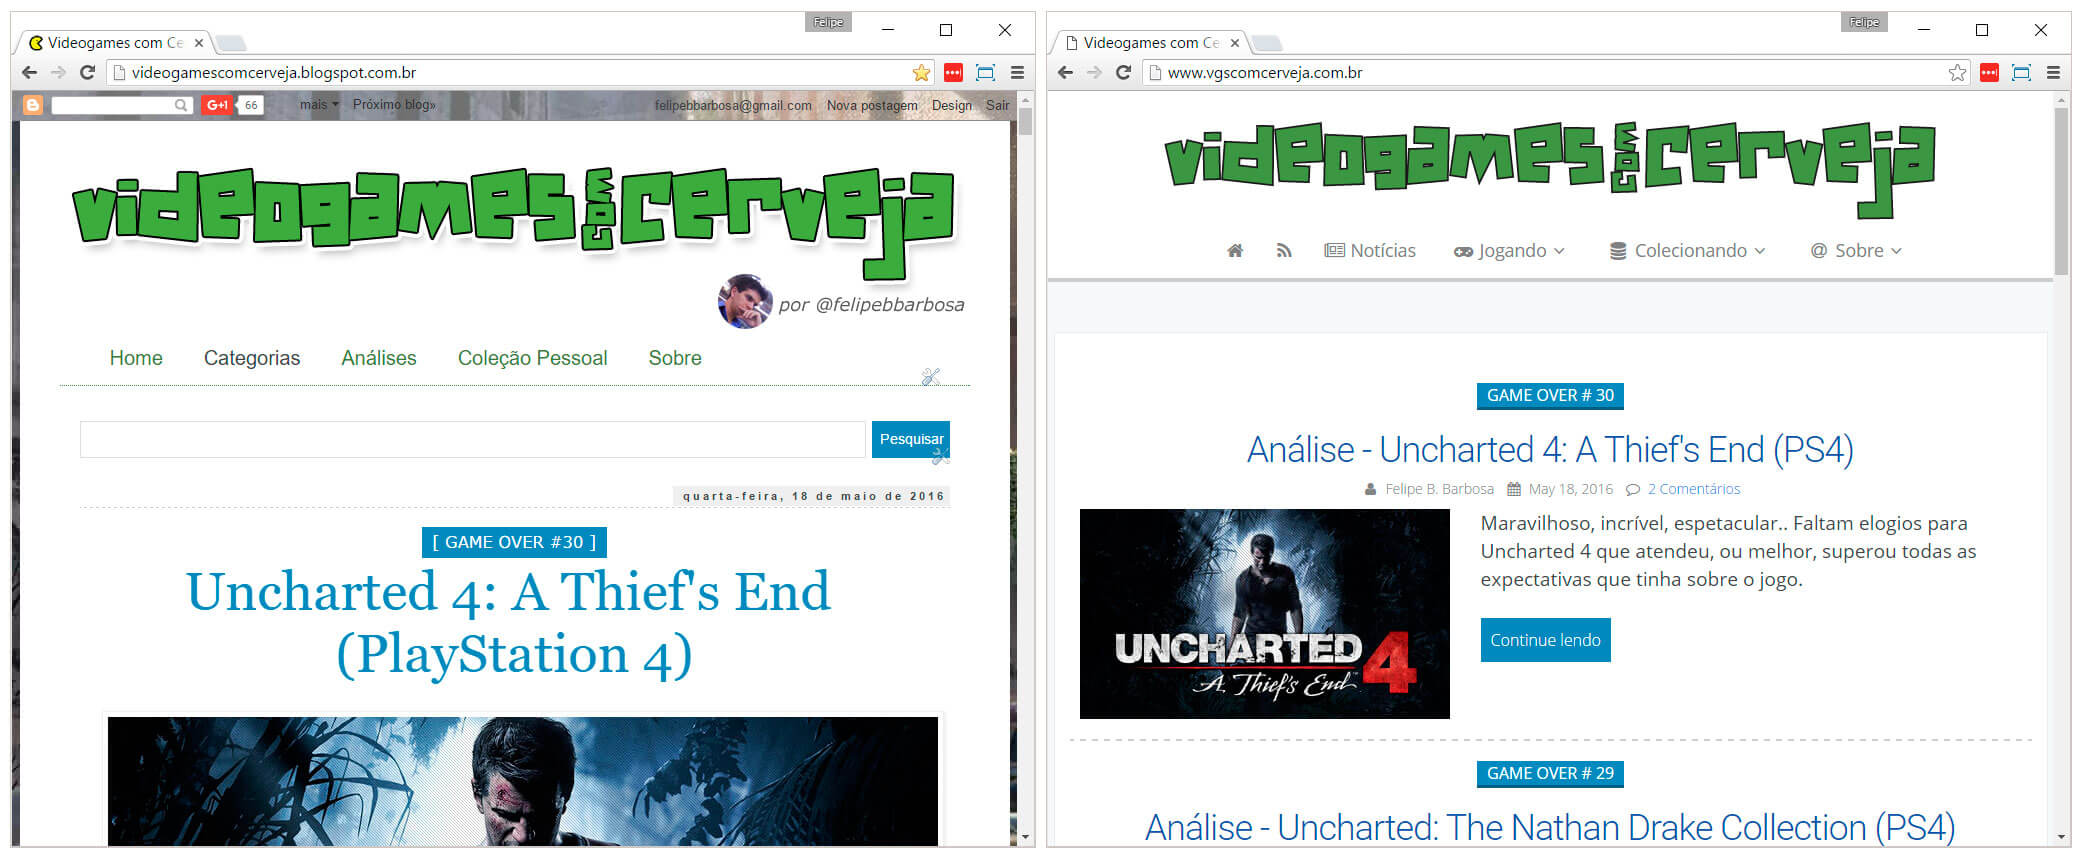 Felipe
Videogames com Ce
videogamescomcerveja.blogspot.com.br
G+1 66 mais Próximo blog» felipebbarbosa@gmail.com Nova postagem Design Sair
videogames com cerveja
por @felipebbarbosa
Home Categorias Análises Coleção Pessoal Sobre
Pesquisar
quarta-feira, 18 de maio de 2016
[ GAME OVER #30 ]
Uncharted 4: A Thief's End
(PlayStation 4)
Felipe
Videogames com Ce
www.vgscomcerveja.com.br
videogames com cerveja
Notícias Jogando Colecionando @ Sobre
GAME OVER # 30
Análise - Uncharted 4: A Thief's End (PS4)
Felipe B. Barbosa May 18, 2016 2 Comentários
UNCHARTED 4
A Thief's End
Maravilhoso, incrível, espetacular.. Faltam elogios para
Uncharted 4 que atendeu, ou melhor, superou todas as
expectativas que tinha sobre o jogo.
Continue lendo
GAME OVER # 29
Análise - Uncharted: The Nathan Drake Collection (PS4)